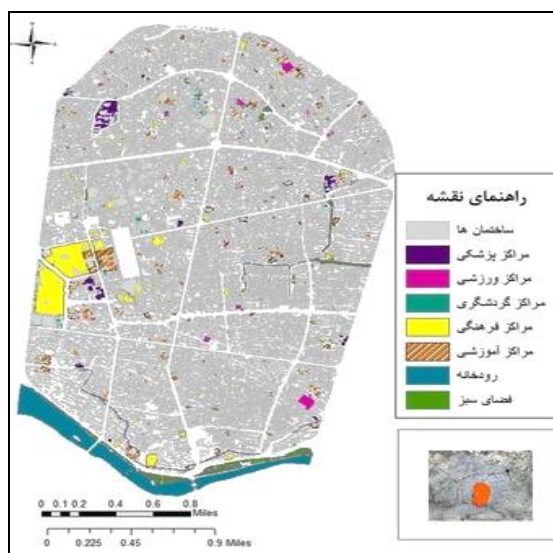 راهنمای نقشه
ساختمان ها
مراکز پزشکی
مراکز ورزشی
مراکز گردشگری
مراکز فرهنگی
مراکز آموزشی
رودخانه
فضای سبز
0 0.1 0.2 0.4 0.6 0.8
Miles
0 0.225 0.45 0.9 Miles